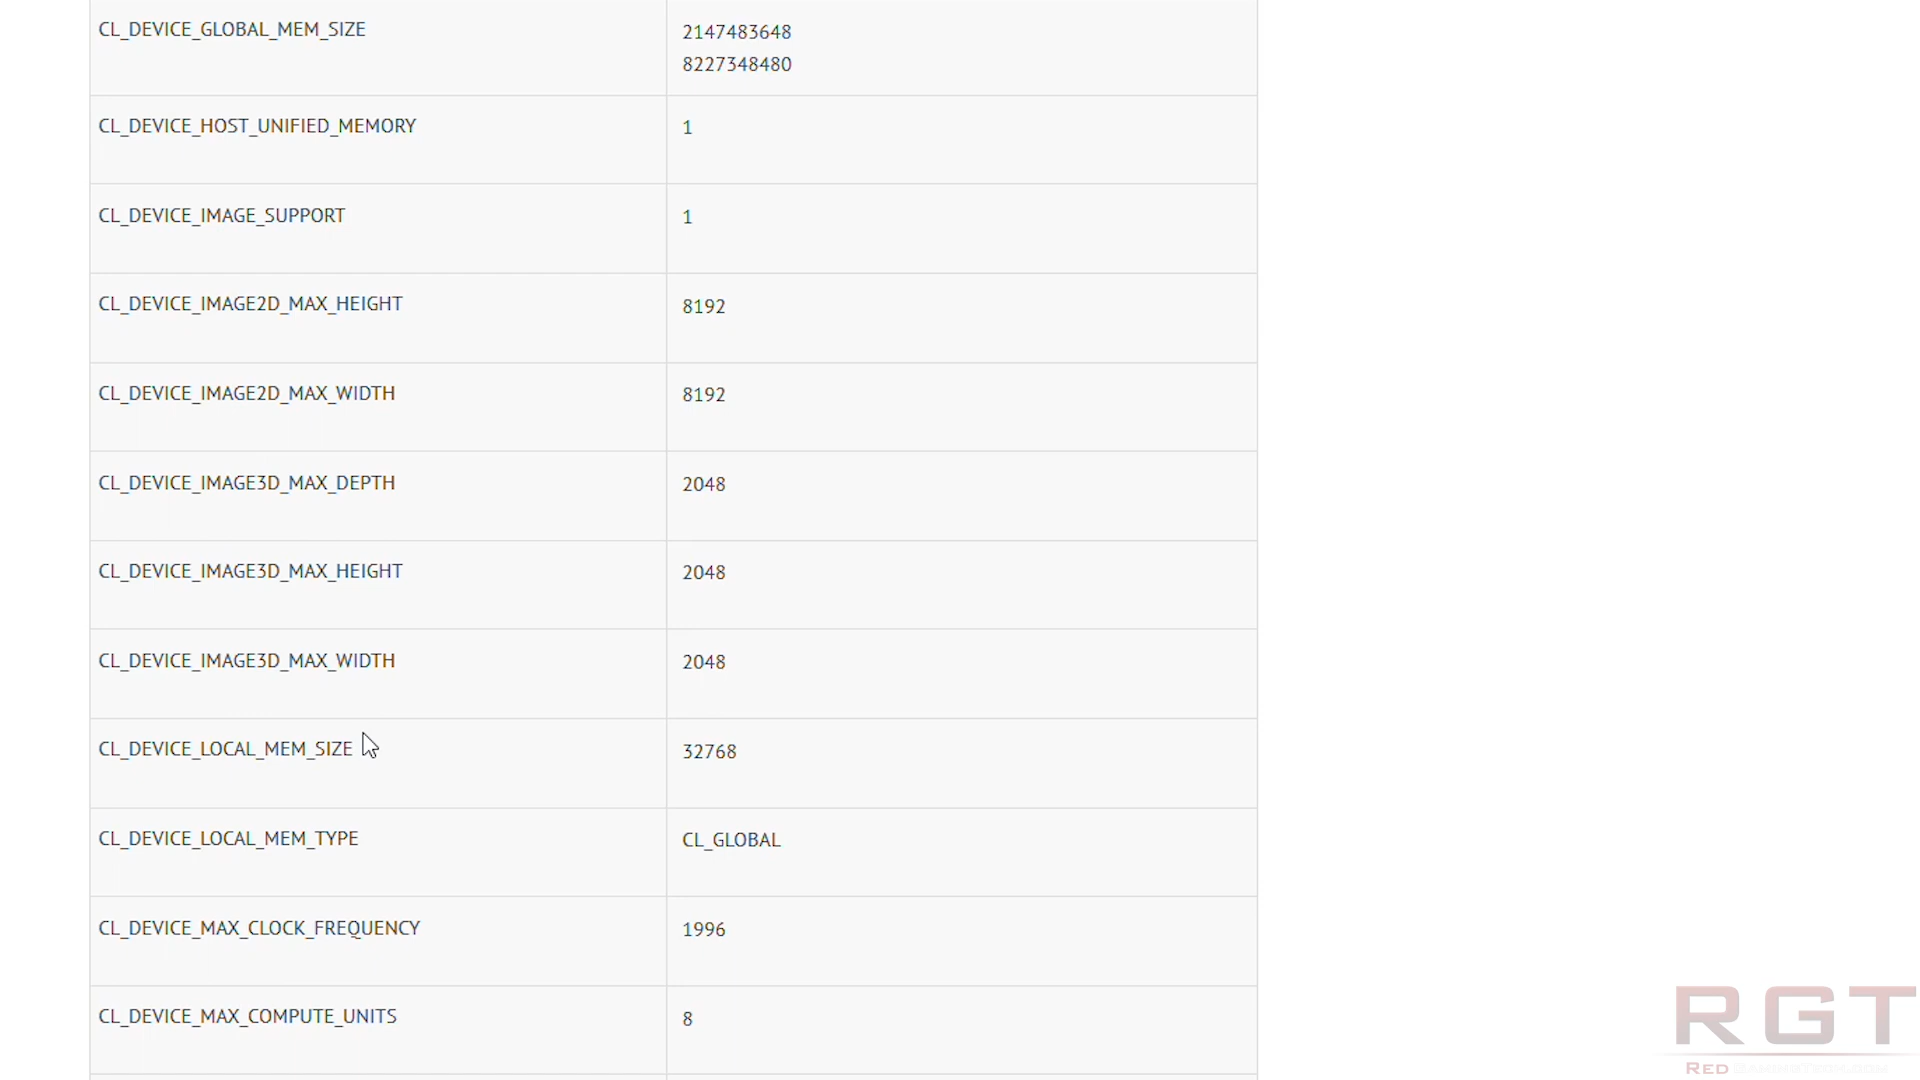 CL_DEVICE_GLOBAL_MEM_SIZE
2147483648
8227348480
CL_DEVICE_HOST_UNIFIED_MEMORY
1
CL_DEVICE_IMAGE_SUPPORT
1
CL_DEVICE_IMAGE2D_MAX_HEIGHT
8192
CL_DEVICE_IMAGE2D_MAX_WIDTH
8192
CL_DEVICE_IMAGE3D_MAX_DEPTH
2048
CL_DEVICE_IMAGE3D_MAX_HEIGHT
2048
CL_DEVICE_IMAGE3D_MAX_WIDTH
2048
CL_DEVICE_LOCAL_MEM_SIZE
32768
CL_DEVICE_LOCAL_MEM_TYPE
CL_GLOBAL
CL_DEVICE_MAX_CLOCK_FREQUENCY
1996
CL_DEVICE_MAX_COMPUTE_UNITS
8
RGT
RED